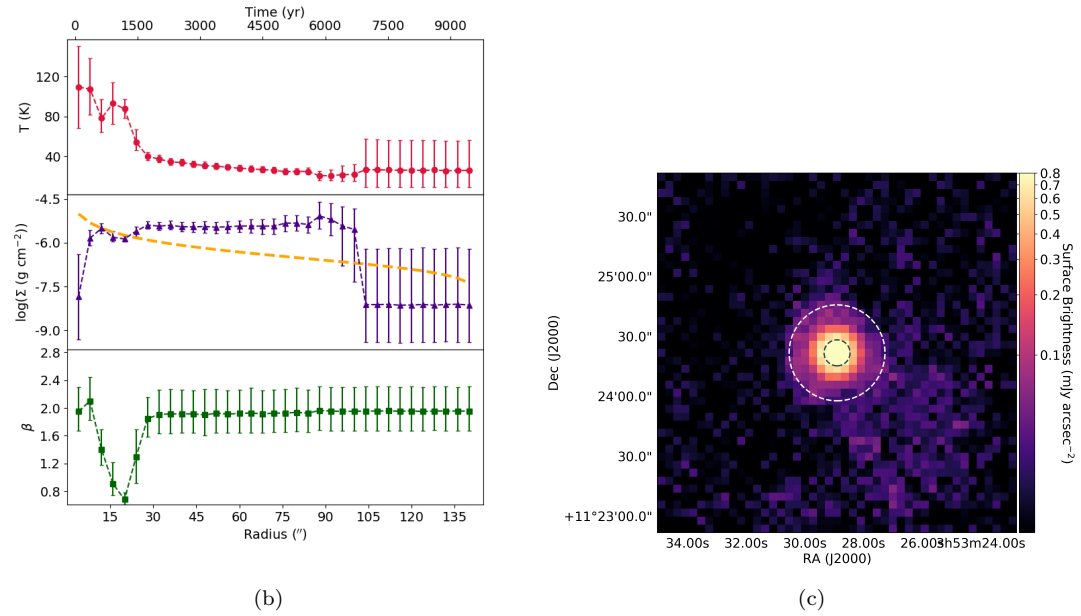 Time (yr)
0 1500 3000 4500 6000 7500 9000
120
80
40
T (K)
-4.5
-6.0
-7.5
-9.0
log(Σ (g cm⁻²))
2.8
2.4
2.0
1.6
1.2
0.8
β
15 30 45 60 75 90 105 120 135
Radius (″)
(b)
30.0"
25'00.0"
30.0"
24'00.0"
30.0"
+11°23'00.0"
Dec (J2000)
34.00s 32.00s 30.00s 28.00s 26.00s 3h53m24.00s
RA (J2000)
0.8
0.7
0.6
0.5
0.4
0.3
0.2
0.1
Surface Brightness (mJy arcsec⁻²)
(c)